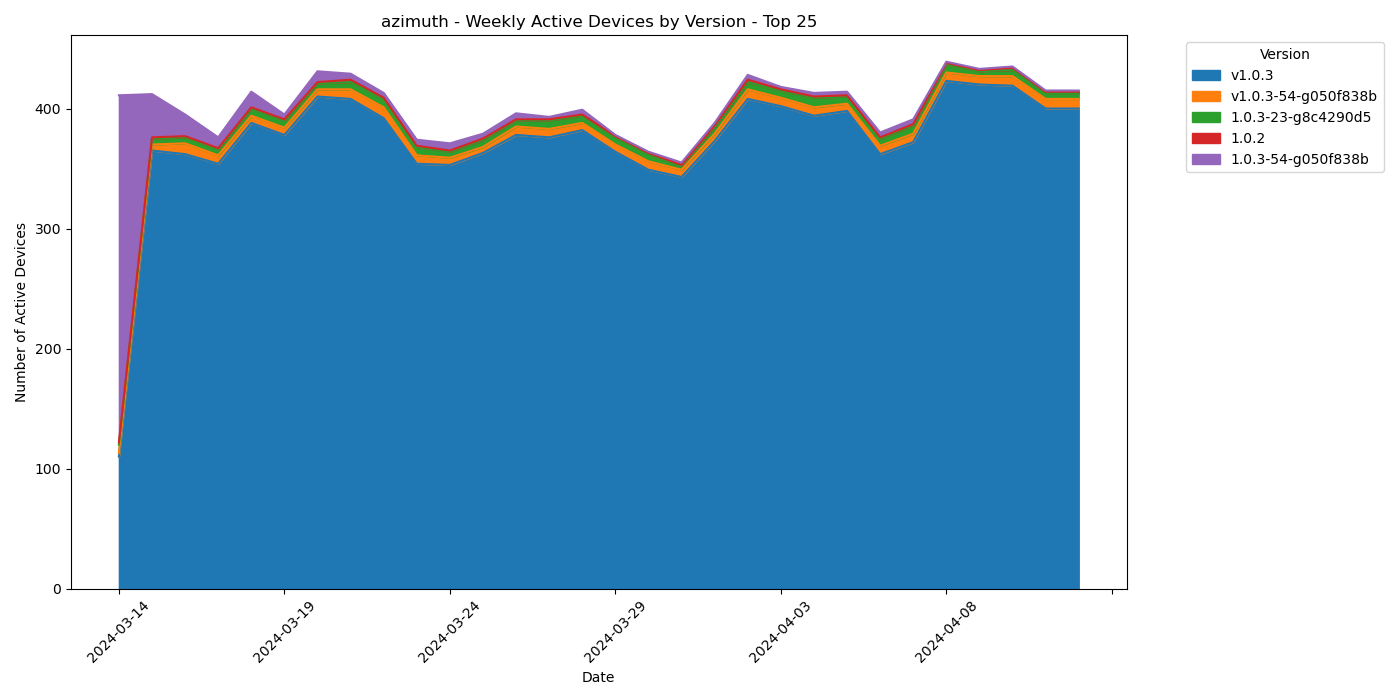 azimuth - Weekly Active Devices by Version - Top 25
Version
v1.0.3
v1.0.3-54-g050f838b
1.0.3-23-g8c4290d5
1.0.2
1.0.3-54-g050f838b
Number of Active Devices
400
300
200
100
0
2024-03-14
2024-03-19
2024-03-24
2024-03-29
2024-04-03
2024-04-08
Date